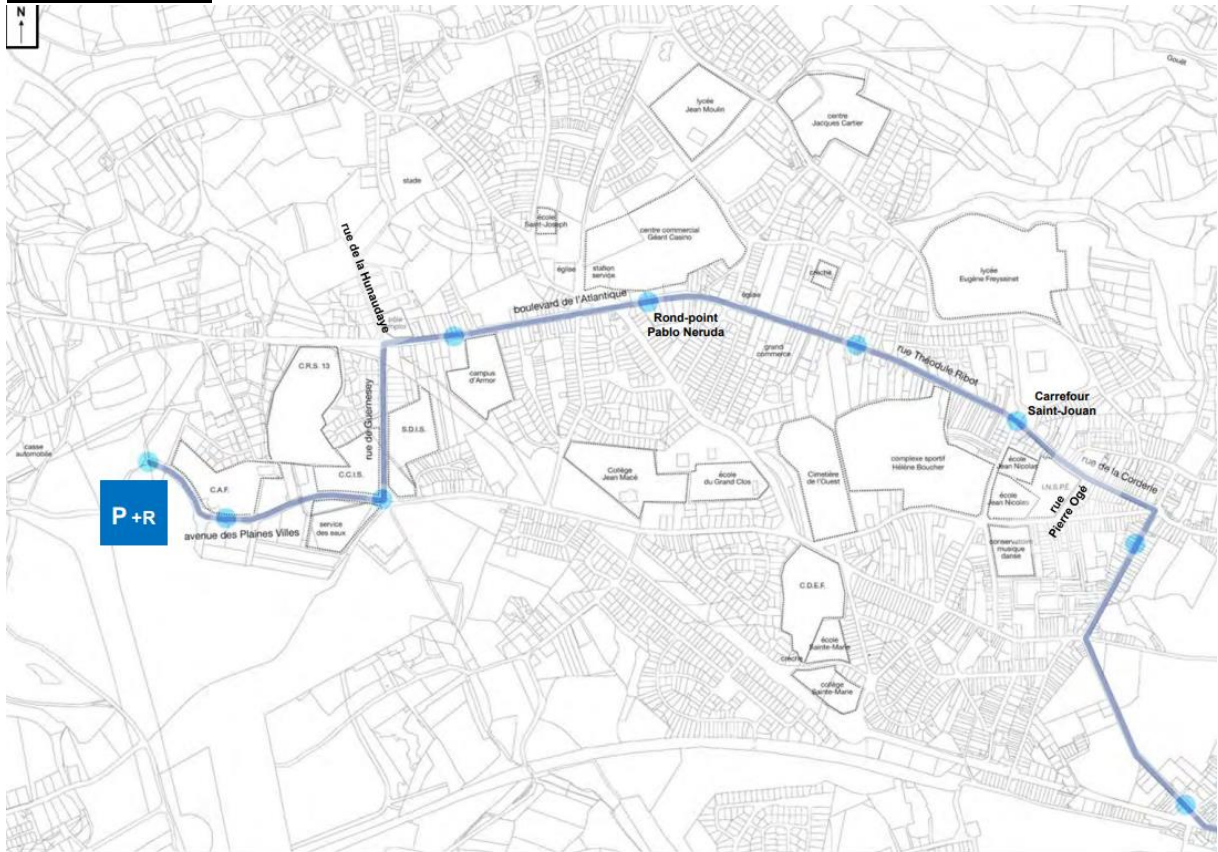 N
Gouët
lycée
Jean Moulin
centre
Jacques Cartier
stade
école
Saint-Joseph
centre commercial
Géant Casino
lycée
Eugène Freyssinet
rue de la Hunaudaye
église
station
service
crèche
boulevard de l'Atlantique
église
Rond-point
Pablo Neruda
grand
commerce
rue Théodule Ribot
C.R.S. 13
campus
d'Armor
Carrefour
Saint-Jouan
rue de Guernesey
S.D.I.S.
casse
automobile
C.A.F.
C.C.I.S.
Collège
Jean Macé
école
du Grand Clos
Cimetière
de l'Ouest
complexe sportif
Hélène Boucher
école
Jean Nicolas
rue de la Corderie
I.N.S.P.É
école
Jean Nicolas
rue
Pierre Ogé
P +R
avenue des Plaines Villes
service
des eaux
conservatoire
musique
danse
C.D.E.F.
école
Sainte-Marie
crèche
collège
Sainte-Marie